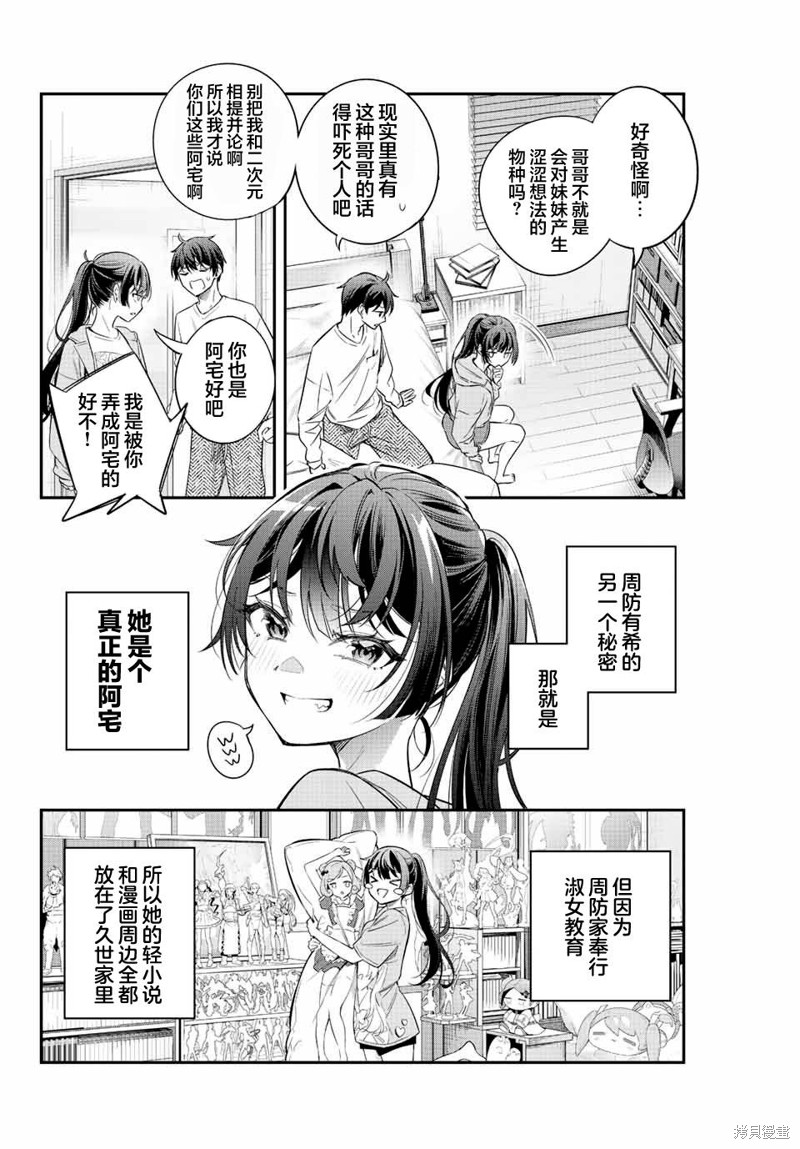 好奇怪啊…
哥哥不就是
会对妹妹产生
涩涩想法的
物种吗？
现实里真有
这种哥哥的话
得吓死个人吧
别把我和二次元
相提并论啊
所以我才说
你们这些阿宅啊
你也是
阿宅好吧
我是被你
弄成阿宅的
好不！
周防有希的
另一个秘密
那就是
她是个
真正的阿宅
但因为
周防家奉行
淑女教育
所以她的轻小说
和漫画周边全都
放在了久世家里
拷貝漫畫